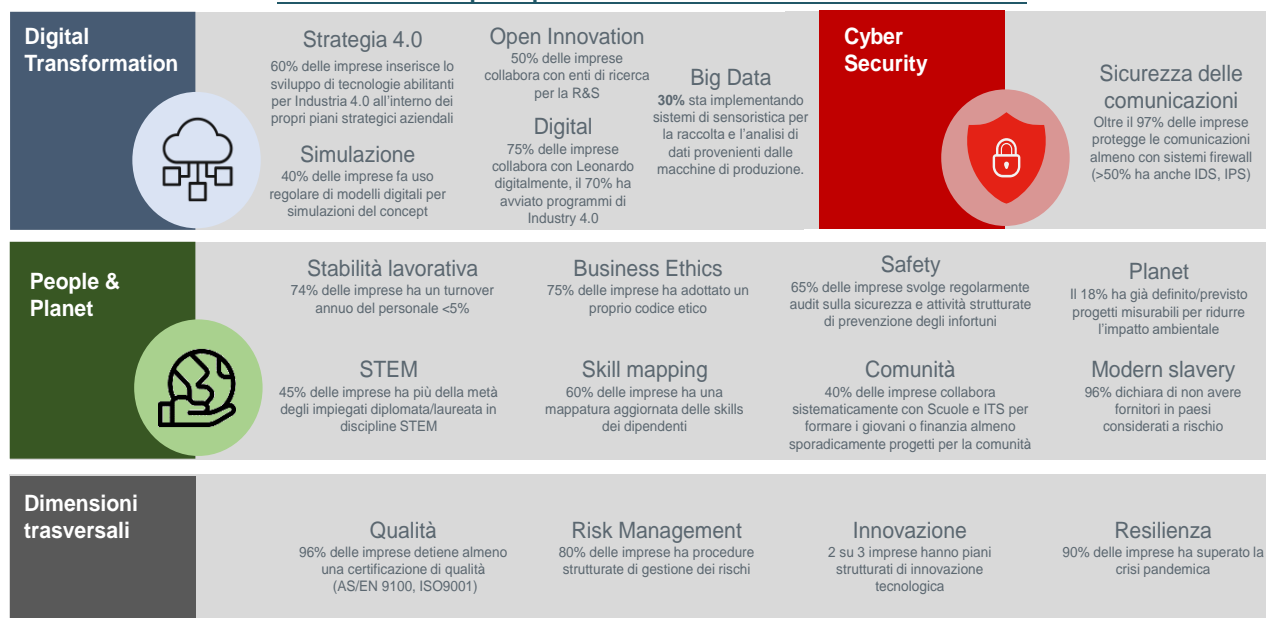 Digital
Transformation
Strategia 4.0
60% delle imprese inserisce lo
sviluppo di tecnologie abilitanti
per Industria 4.0 all'interno dei
propri piani strategici aziendali
Simulazione
40% delle imprese fa uso
regolare di modelli digitali per
simulazioni del concept
Open Innovation
50% delle imprese
collabora con enti di ricerca
per la R&S
Digital
75% delle imprese
collabora con Leonardo
digitalmente, il 70% ha
avviato programmi di
Industry 4.0
Big Data
30% sta implementando
sistemi di sensoristica per
la raccolta e l'analisi di
dati provenienti dalle
macchine di produzione.
Cyber
Security
Sicurezza delle
comunicazioni
Oltre il 97% delle imprese
protegge le comunicazioni
almeno con sistemi firewall
(>50% ha anche IDS, IPS)
People &
Planet
Stabilità lavorativa
74% delle imprese ha un turnover
annuo del personale <5%
Business Ethics
75% delle imprese ha adottato un
proprio codice etico
Safety
65% delle imprese svolge regolarmente
audit sulla sicurezza e attività strutturate
di prevenzione degli infortuni
Planet
Il 18% ha già definito/previsto
progetti misurabili per ridurre
l'impatto ambientale
STEM
45% delle imprese ha più della metà
degli impiegati diplomata/laureata in
discipline STEM
Skill mapping
60% delle imprese ha una
mappatura aggiornata delle skills
dei dipendenti
Comunità
40% delle imprese collabora
sistematicamente con Scuole e ITS per
formare i giovani o finanzia almeno
sporadicamente progetti per la comunità
Modern slavery
96% dichiara di non avere
fornitori in paesi
considerati a rischio
Dimensioni
trasversali
Qualità
96% delle imprese detiene almeno
una certificazione di qualità
(AS/EN 9100, ISO9001)
Risk Management
80% delle imprese ha procedure
strutturate di gestione dei rischi
Innovazione
2 su 3 imprese hanno piani
strutturati di innovazione
tecnologica
Resilienza
90% delle imprese ha superato la
crisi pandemica